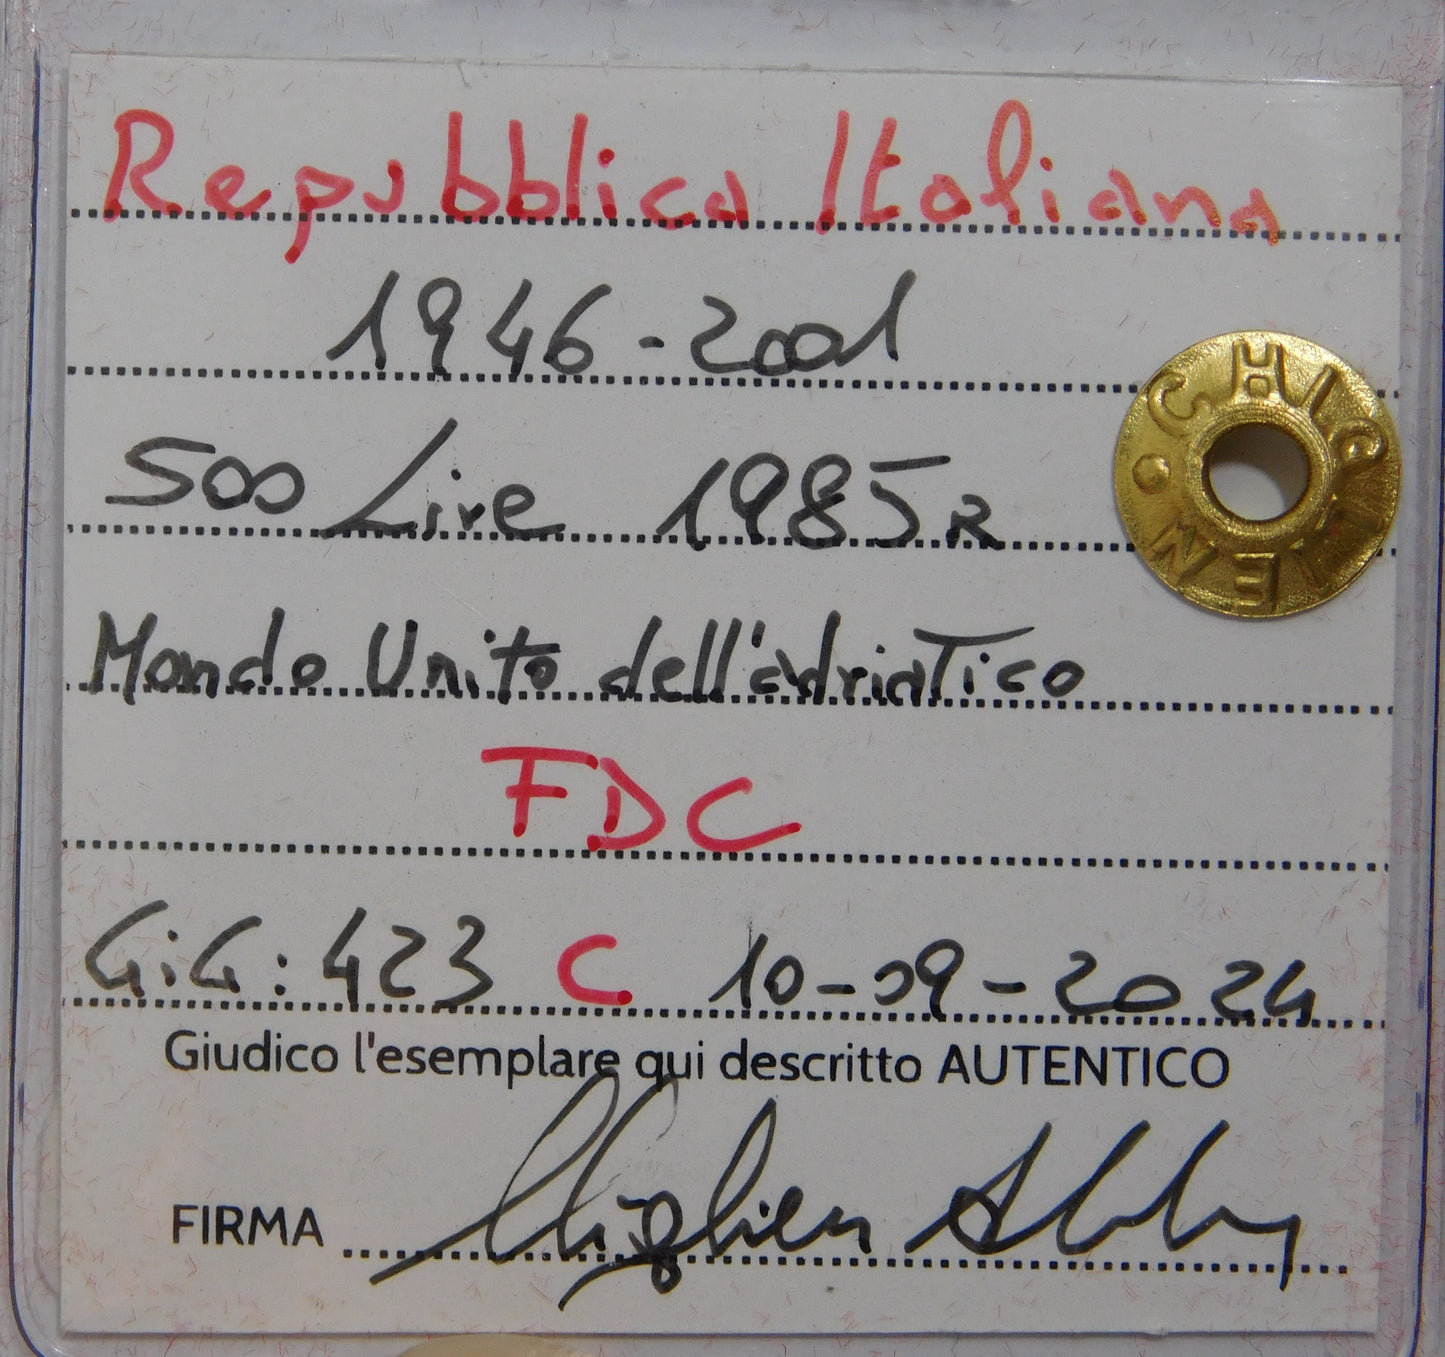 Repubblica Italiana
1946-2001
500 Lire 1985 R
Mondo Unito dell'adriatico
FDC
GiG: 423 C 10-09-2024
Giudico l'esemplare qui descritto AUTENTICO
FIRMA